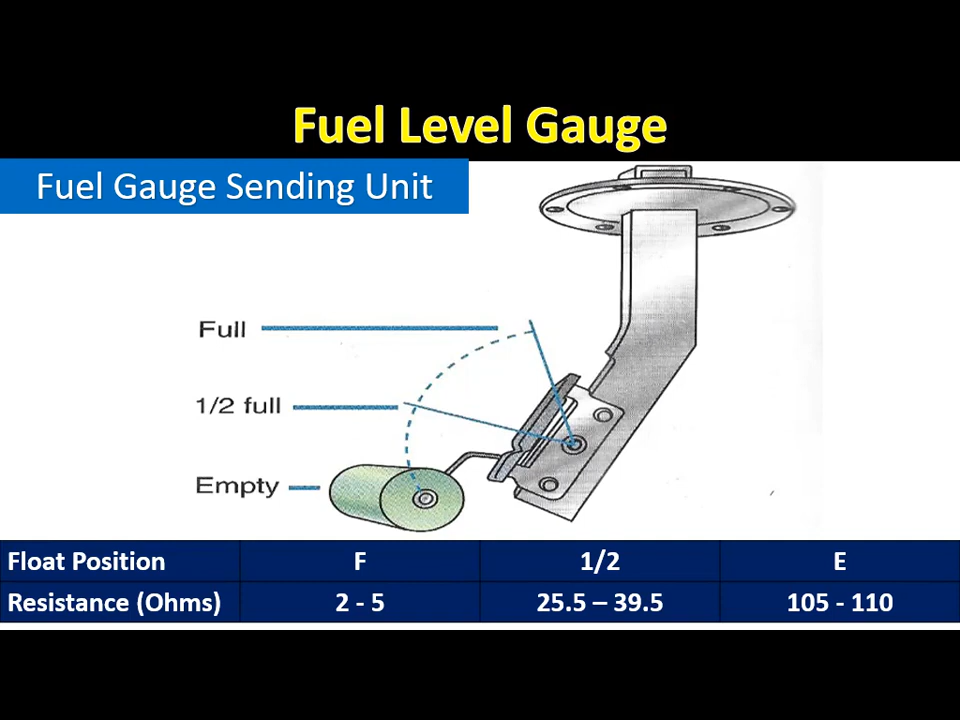 Fuel Level Gauge
Fuel Gauge Sending Unit
Full
1/2 full
Empty
Float Position F 1/2 E
Resistance (Ohms) 2 - 5 25.5 – 39.5 105 - 110